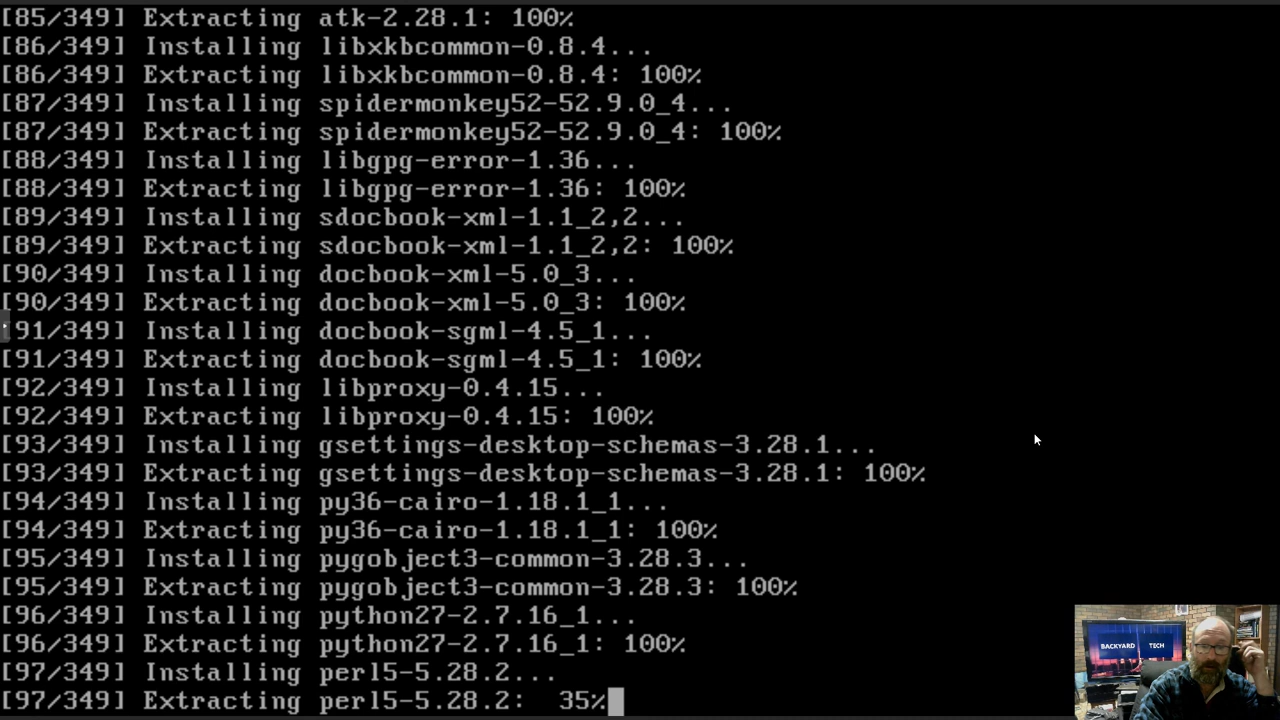 [85/349] Extracting atk-2.28.1: 100%
[86/349] Installing libxkbcommon-0.8.4...
[86/349] Extracting libxkbcommon-0.8.4: 100%
[87/349] Installing spidermonkey52-52.9.0_4...
[87/349] Extracting spidermonkey52-52.9.0_4: 100%
[88/349] Installing libgpg-error-1.36...
[88/349] Extracting libgpg-error-1.36: 100%
[89/349] Installing sdocbook-xml-1.1_2,2...
[89/349] Extracting sdocbook-xml-1.1_2,2: 100%
[90/349] Installing docbook-xml-5.0_3...
[90/349] Extracting docbook-xml-5.0_3: 100%
[91/349] Installing docbook-sgml-4.5_1...
[91/349] Extracting docbook-sgml-4.5_1: 100%
[92/349] Installing libproxy-0.4.15...
[92/349] Extracting libproxy-0.4.15: 100%
[93/349] Installing gsettings-desktop-schemas-3.28.1...
[93/349] Extracting gsettings-desktop-schemas-3.28.1: 100%
[94/349] Installing py36-cairo-1.18.1_1...
[94/349] Extracting py36-cairo-1.18.1_1: 100%
[95/349] Installing pygobject3-common-3.28.3...
[95/349] Extracting pygobject3-common-3.28.3: 100%
[96/349] Installing python27-2.7.16_1...
[96/349] Extracting python27-2.7.16_1: 100%
[97/349] Installing perl5-5.28.2...
[97/349] Extracting perl5-5.28.2:  35%
BACKYARD TECH